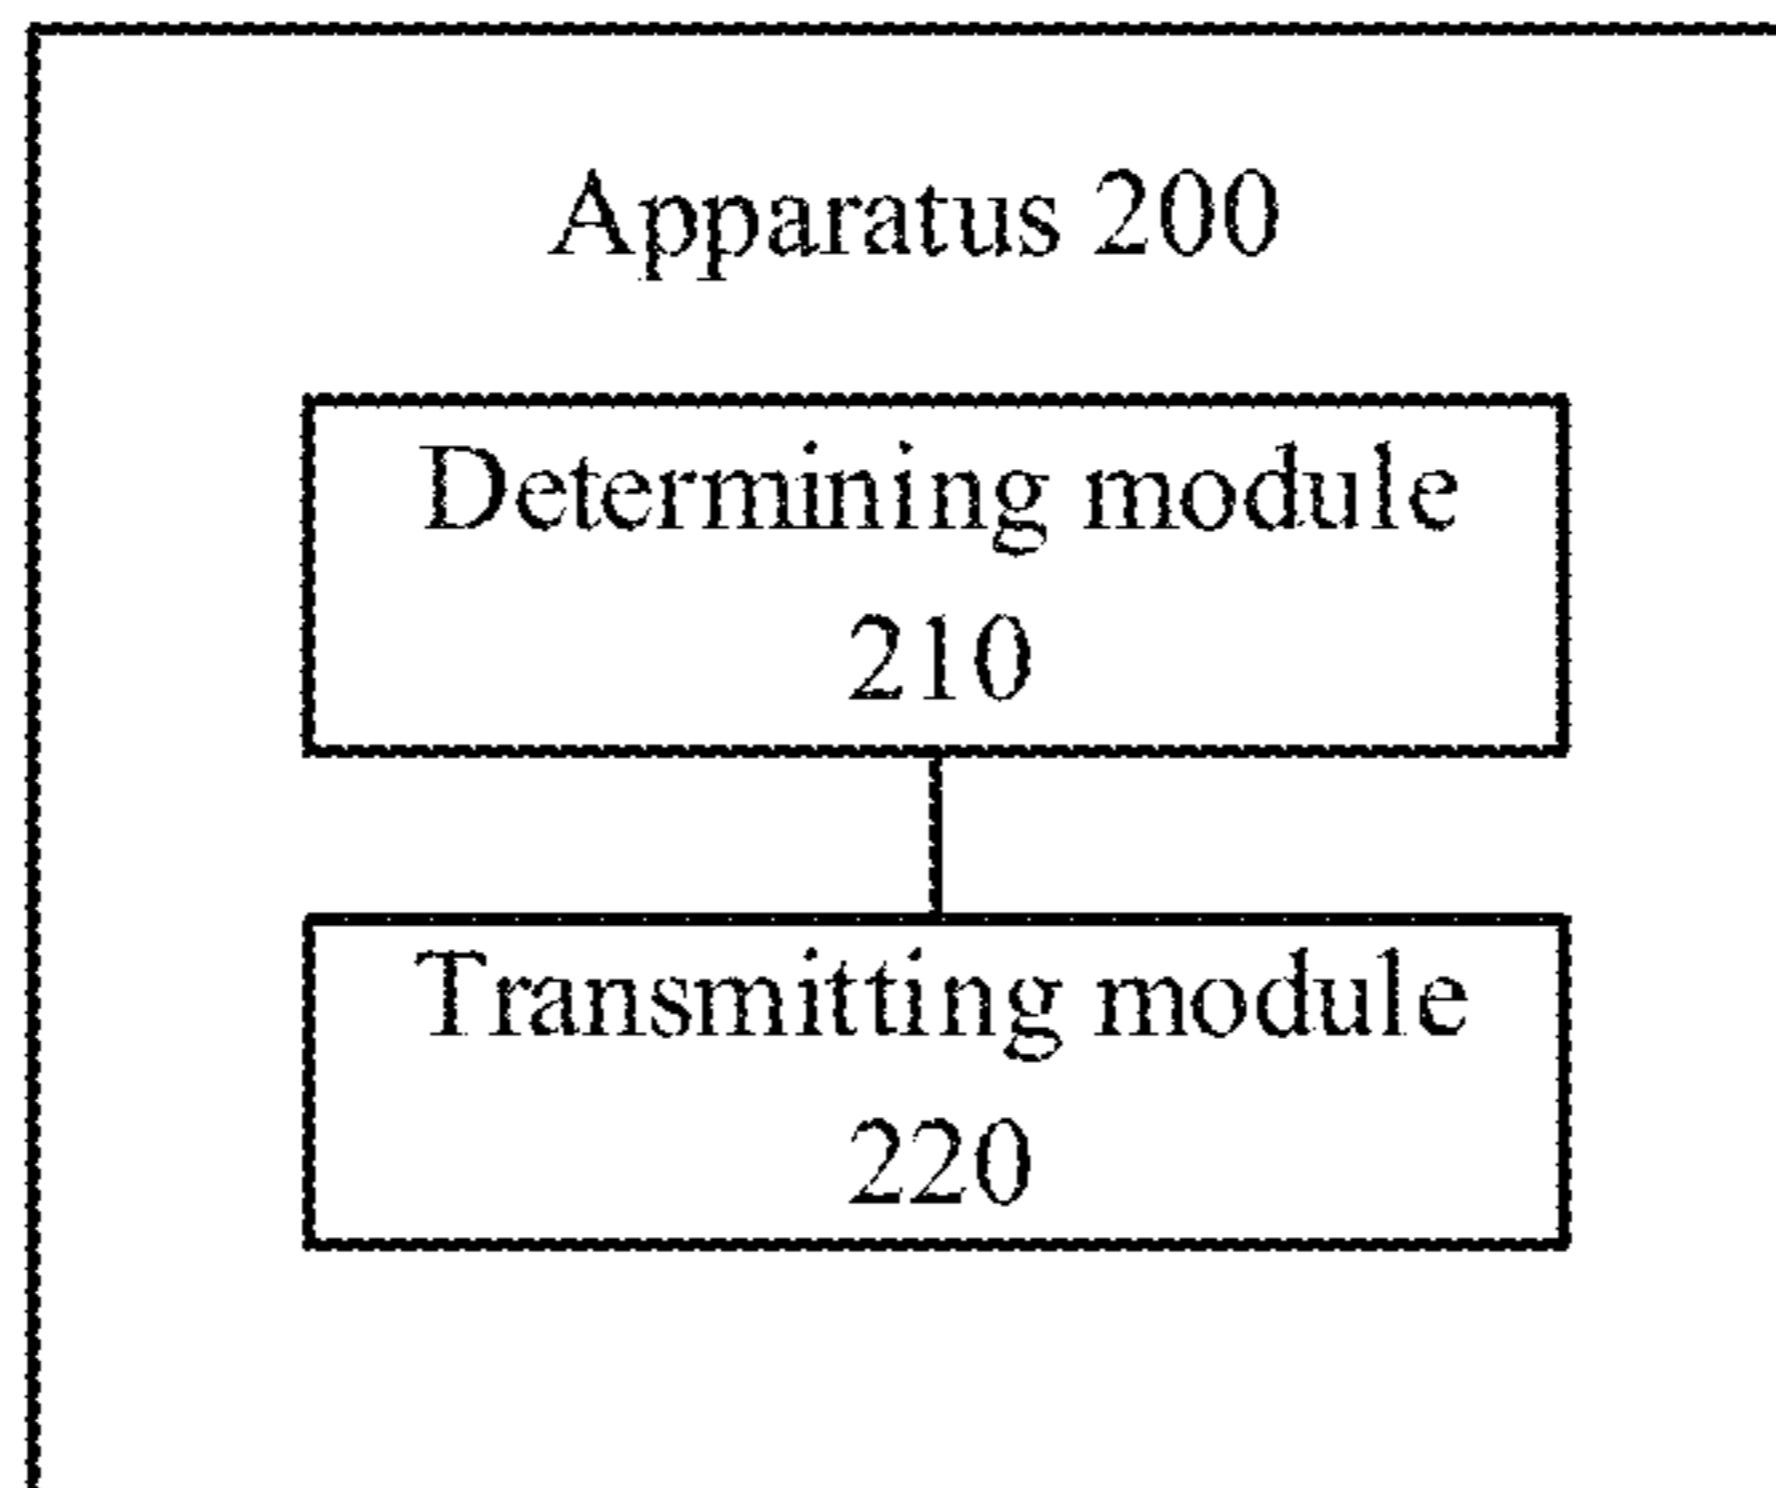 Apparatus 200
Determining module
210
Transmitting module
220